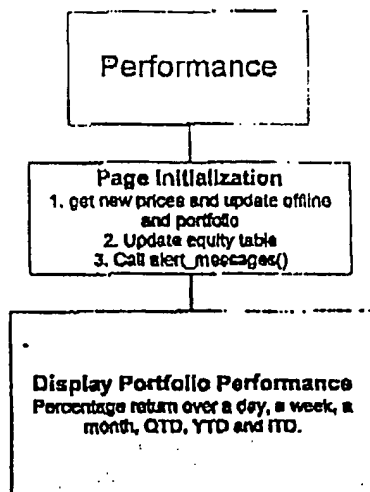 Performance
Page Initialization
1. get new prices and update offline
and portfolio
2. Update equity table
3. Call alert_messages()
Display Portfolio Performance
Percentage return over a day, a week, a
month, QTD, YTD and ITD.